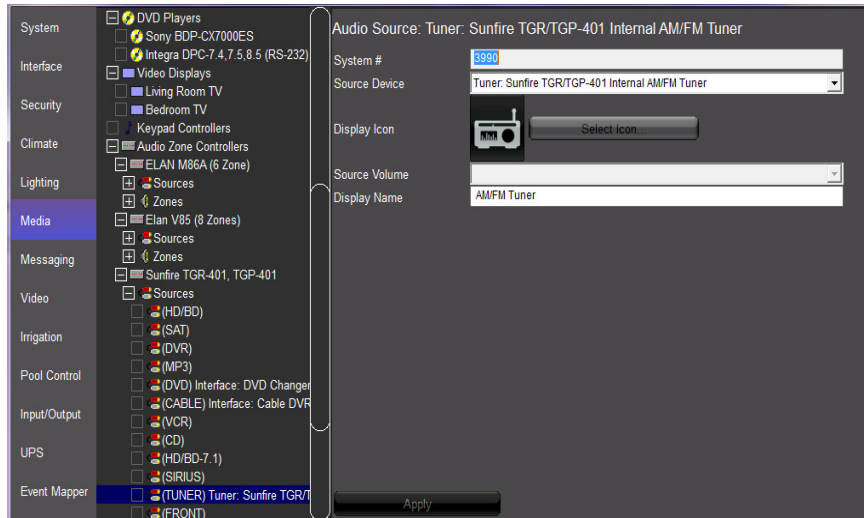 System
Interface
Security
Climate
Lighting
Media
Messaging
Video
Irrigation
Pool Control
Input/Output
UPS
Event Mapper
DVD Players
Sony BDP-CX7000ES
Integra DPC-7.4,7.5,8.5 (RS-232)
Video Displays
Living Room TV
Bedroom TV
Keypad Controllers
Audio Zone Controllers
ELAN M86A (6 Zone)
Sources
Zones
Elan V85 (8 Zones)
Sources
Zones
Sunfire TGR-401, TGP-401
Sources
(HD/BD)
(SAT)
(DVR)
(MP3)
(DVD) Interface: DVD Changer
(CABLE) Interface: Cable DVR
(VCR)
(CD)
(HD/BD-7.1)
(SIRIUS)
(TUNER) Tuner: Sunfire TGR/T
(FRONT)
Audio Source: Tuner: Sunfire TGR/TGP-401 Internal AM/FM Tuner
System # 3990
Source Device Tuner: Sunfire TGR/TGP-401 Internal AM/FM Tuner
Display Icon Select Icon...
Source Volume
Display Name AM/FM Tuner
Apply